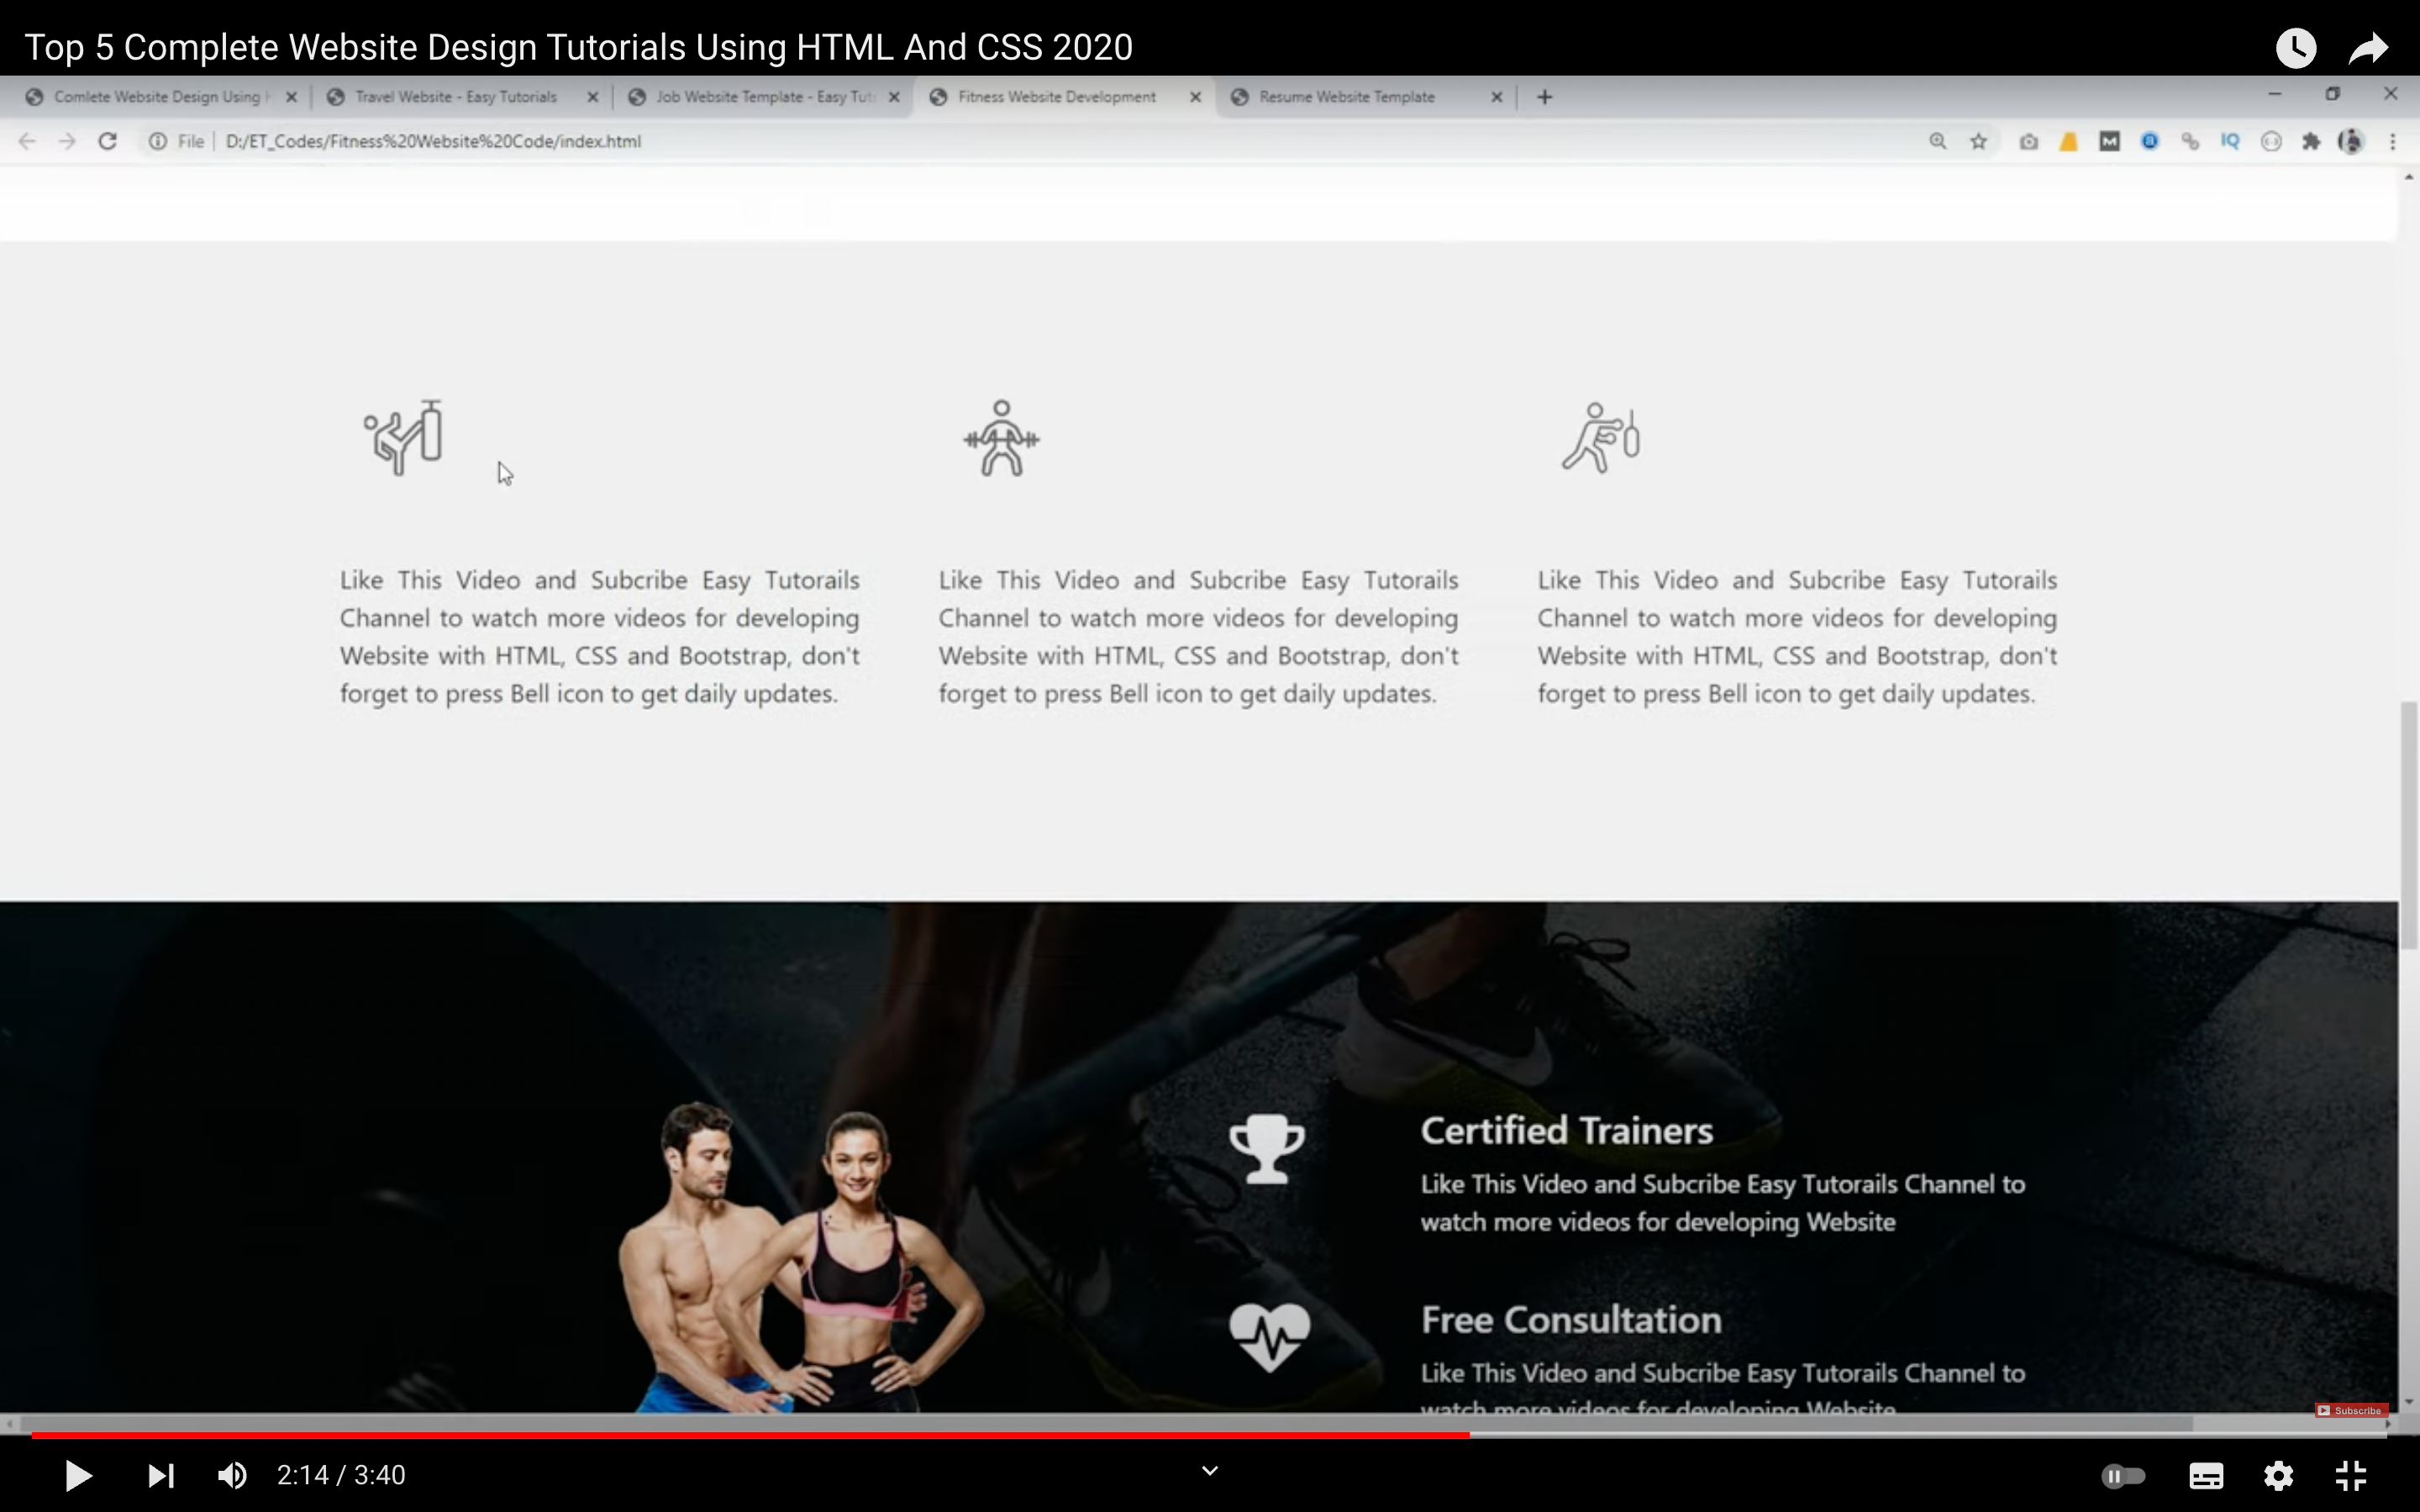 Top 5 Complete Website Design Tutorials Using HTML And CSS 2020
Comlete Website Design Using
Travel Website - Easy Tutorials
Job Website Template - Easy Tut
Fitness Website Development
Resume Website Template
File
D:/ET_Codes/Fitness%20Website%20Code/index.html
IQ
Like This Video and Subcribe Easy Tutorails
Channel to watch more videos for developing
Website with HTML, CSS and Bootstrap, don't
forget to press Bell icon to get daily updates.
Like This Video and Subcribe Easy Tutorails
Channel to watch more videos for developing
Website with HTML, CSS and Bootstrap, don't
forget to press Bell icon to get daily updates.
Like This Video and Subcribe Easy Tutorails
Channel to watch more videos for developing
Website with HTML, CSS and Bootstrap, don't
forget to press Bell icon to get daily updates.
Certified Trainers
Like This Video and Subcribe Easy Tutorails Channel to
watch more videos for developing Website
Free Consultation
Like This Video and Subcribe Easy Tutorails Channel to
watch more videos for developing Website
Subscribe
2:14 / 3:40